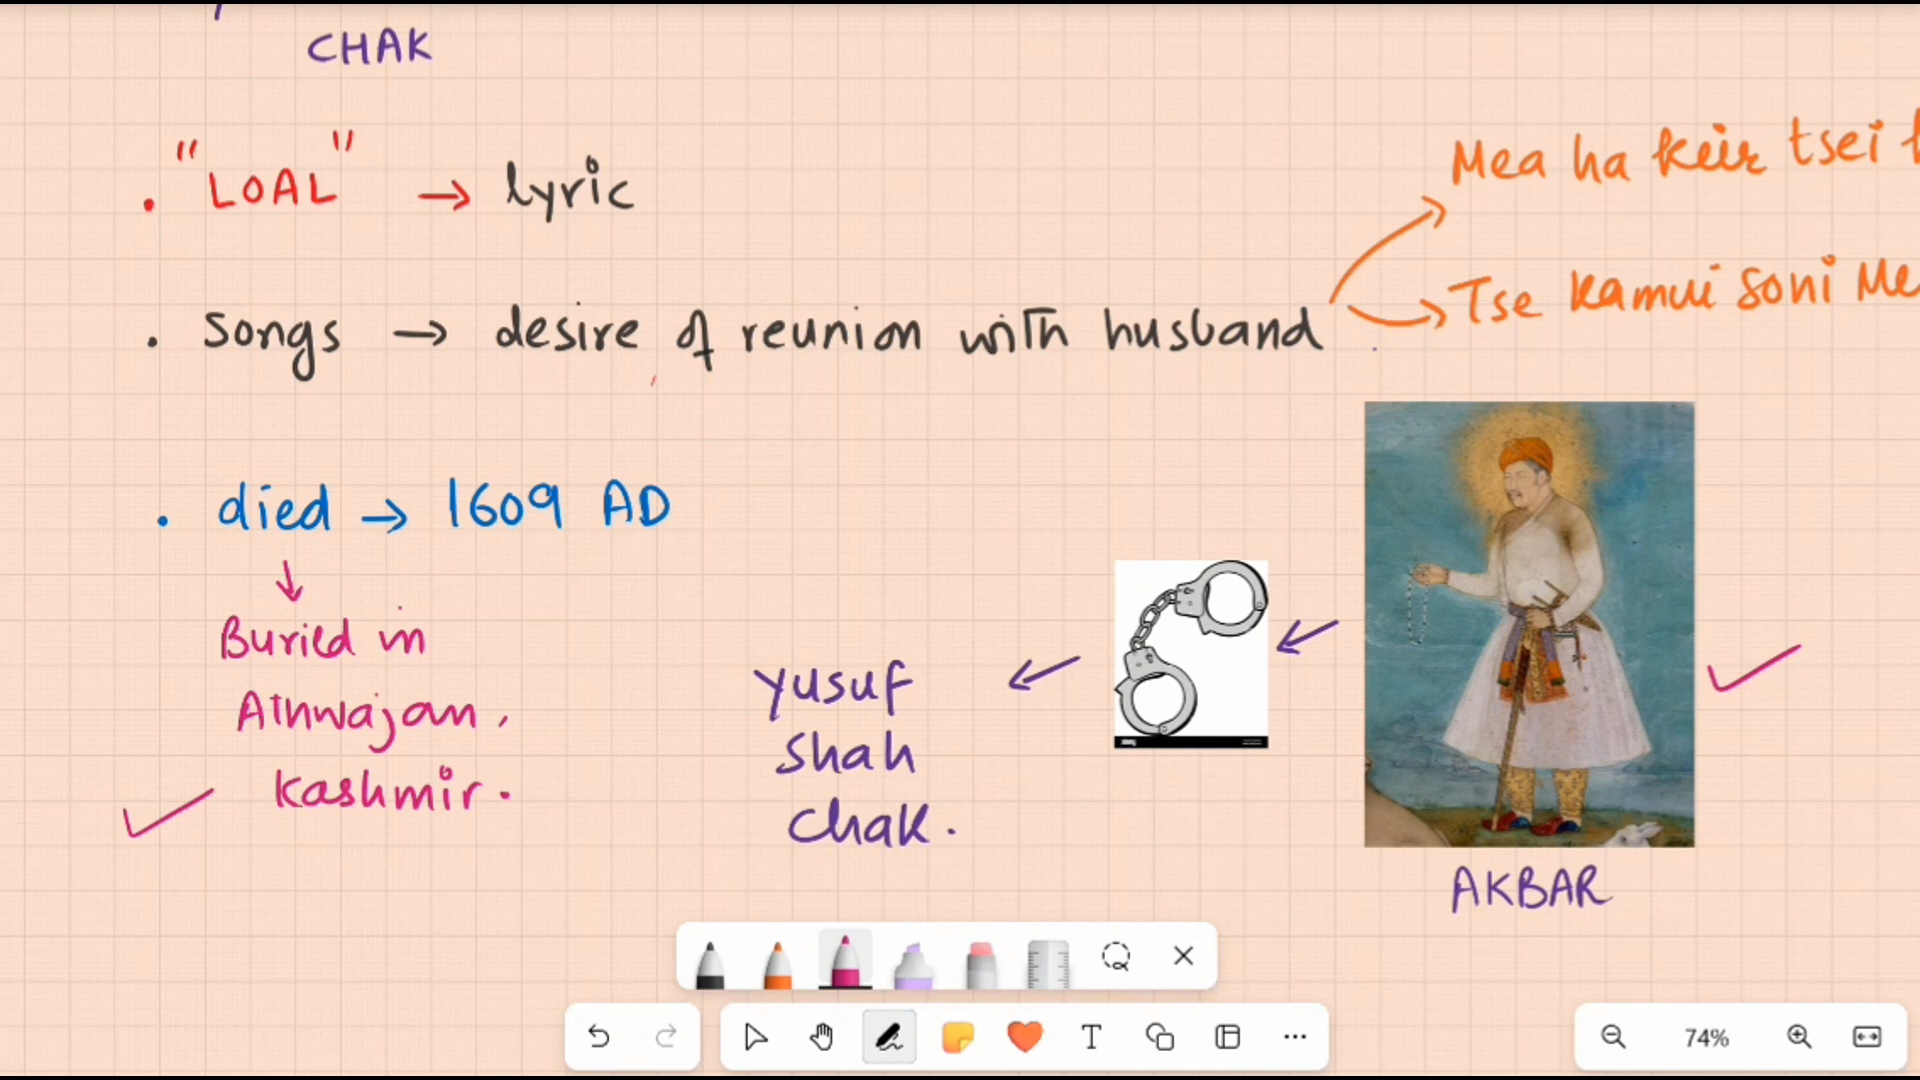 CHAK
. "LOAL" → lyric
Mea ha keir tsei
. Songs → desire of reunion with husband
Tse kamui soni Me
. died → 1609 AD
Buried in
Athwajan,
Kashmir.
Yusuf
Shah
Chak.
AKBAR
T
74%